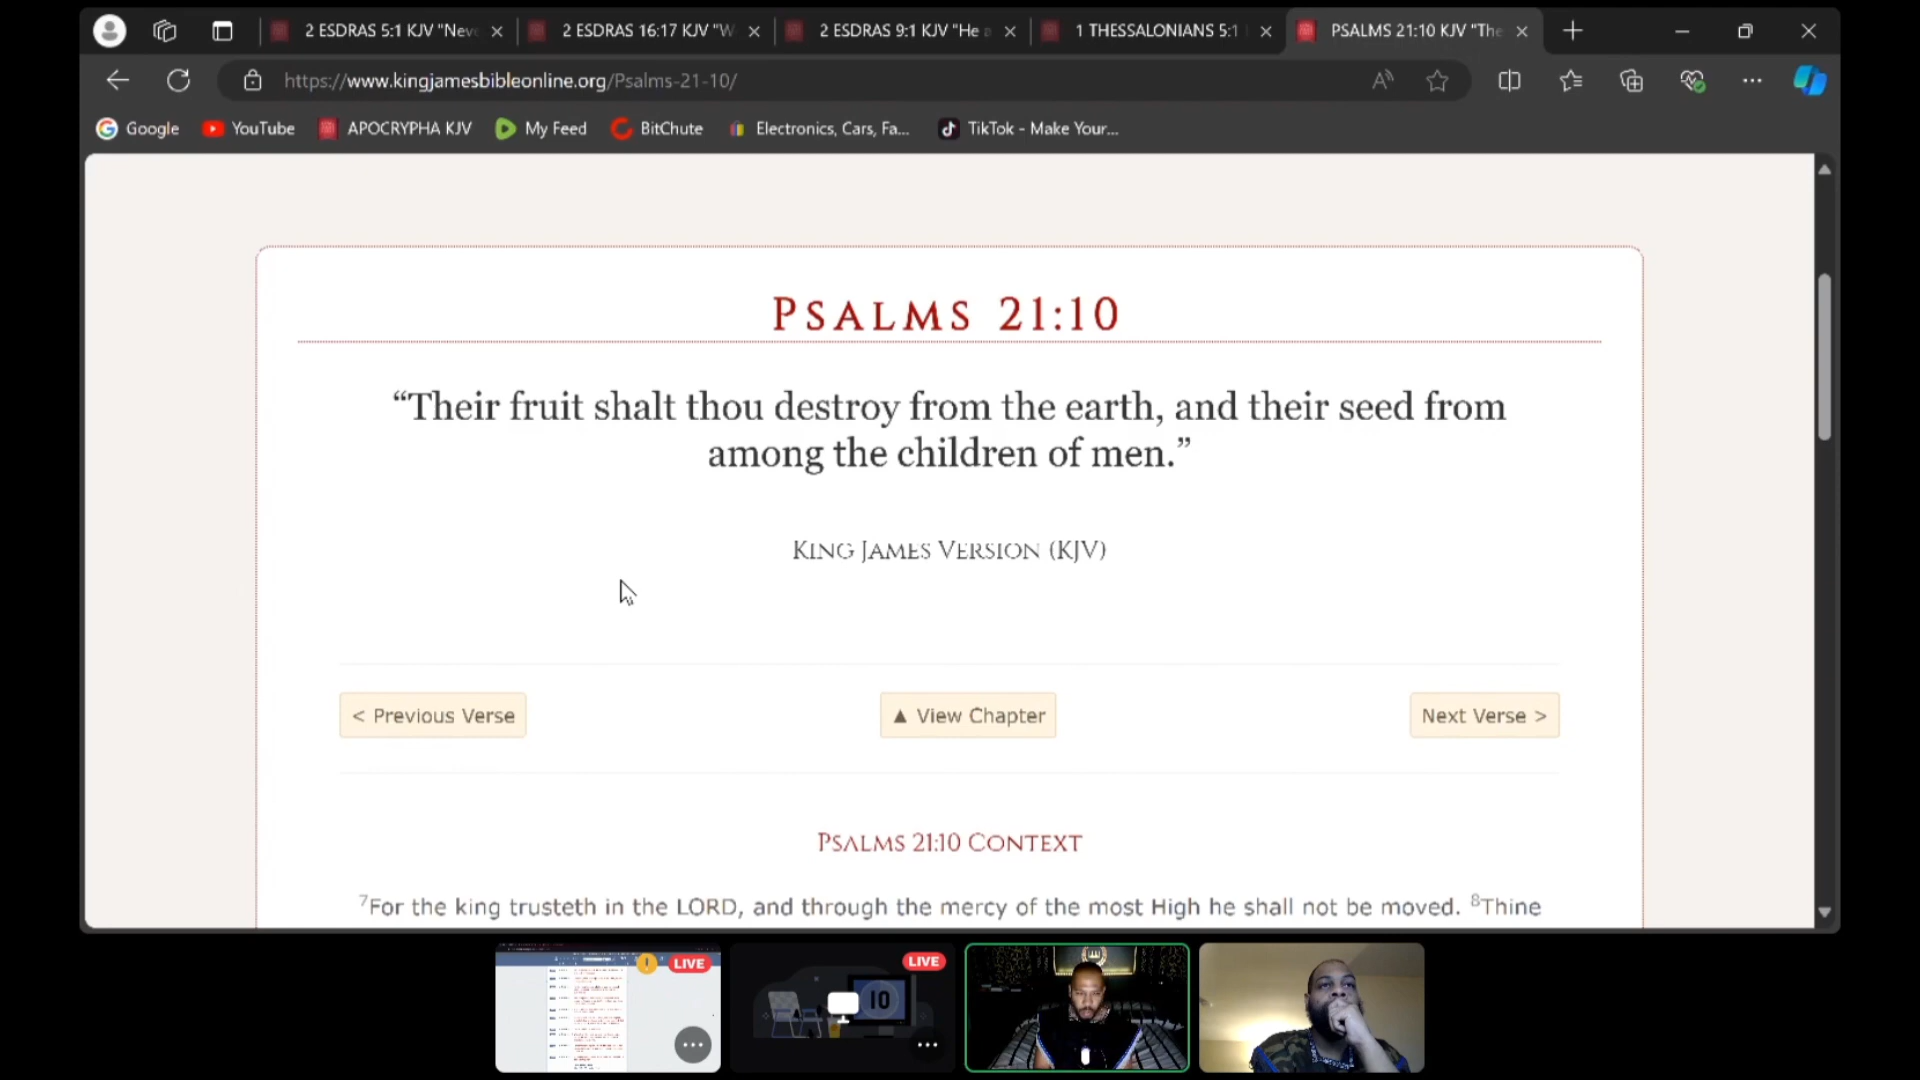 2 ESDRAS 5:1 KJV "Neve
2 ESDRAS 16:17 KJV "W
2 ESDRAS 9:1 KJV "He a
1 THESSALONIANS 5:1
PSALMS 21:10 KJV "The
https://www.kingjamesbibleonline.org/Psalms-21-10/
Google
YouTube
APOCRYPHA KJV
My Feed
BitChute
Electronics, Cars, Fa...
TikTok - Make Your...
PSALMS 21:10
“Their fruit shalt thou destroy from the earth, and their seed from
among the children of men.”
KING JAMES VERSION (KJV)
< Previous Verse
▲ View Chapter
Next Verse >
PSALMS 21:10 CONTEXT
7For the king trusteth in the LORD, and through the mercy of the most High he shall not be moved. 8Thine
LIVE
LIVE
10